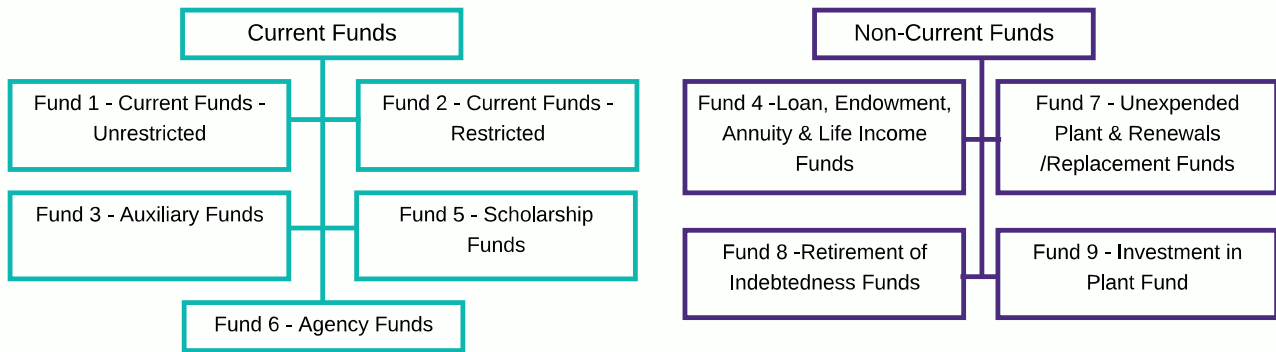 Current Funds
Fund 1 - Current Funds -
Unrestricted
Fund 2 - Current Funds -
Restricted
Fund 3 - Auxiliary Funds
Fund 5 - Scholarship
Funds
Fund 6 - Agency Funds
Non-Current Funds
Fund 4 -Loan, Endowment,
Annuity & Life Income
Funds
Fund 7 - Unexpended
Plant & Renewals
/Replacement Funds
Fund 8 -Retirement of
Indebtedness Funds
Fund 9 - Investment in
Plant Fund